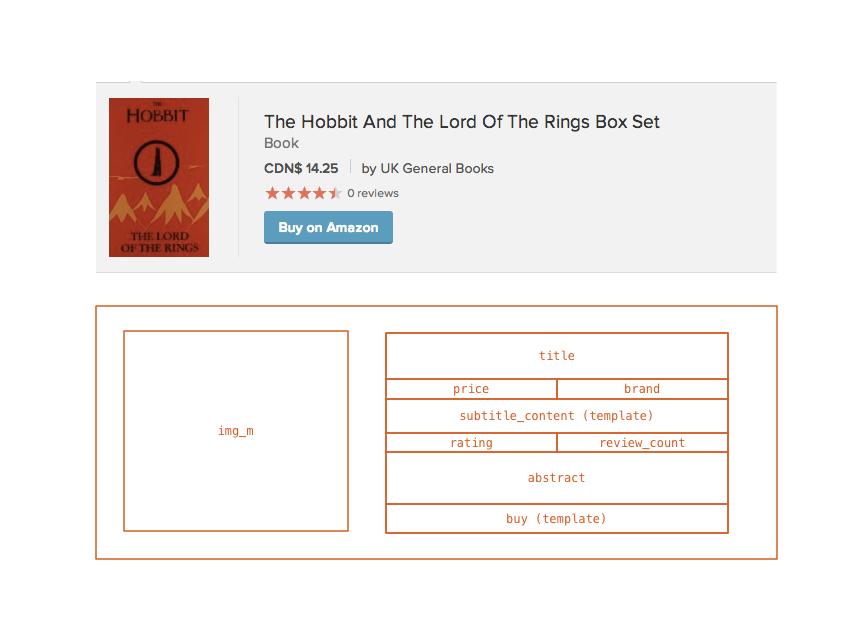 THE
HOBBIT
THE LORD
OF THE RINGS
The Hobbit And The Lord Of The Rings Box Set
Book
CDN$ 14.25 by UK General Books
0 reviews
Buy on Amazon
title
price brand
subtitle_content (template)
img_m
rating review_count
abstract
buy (template)